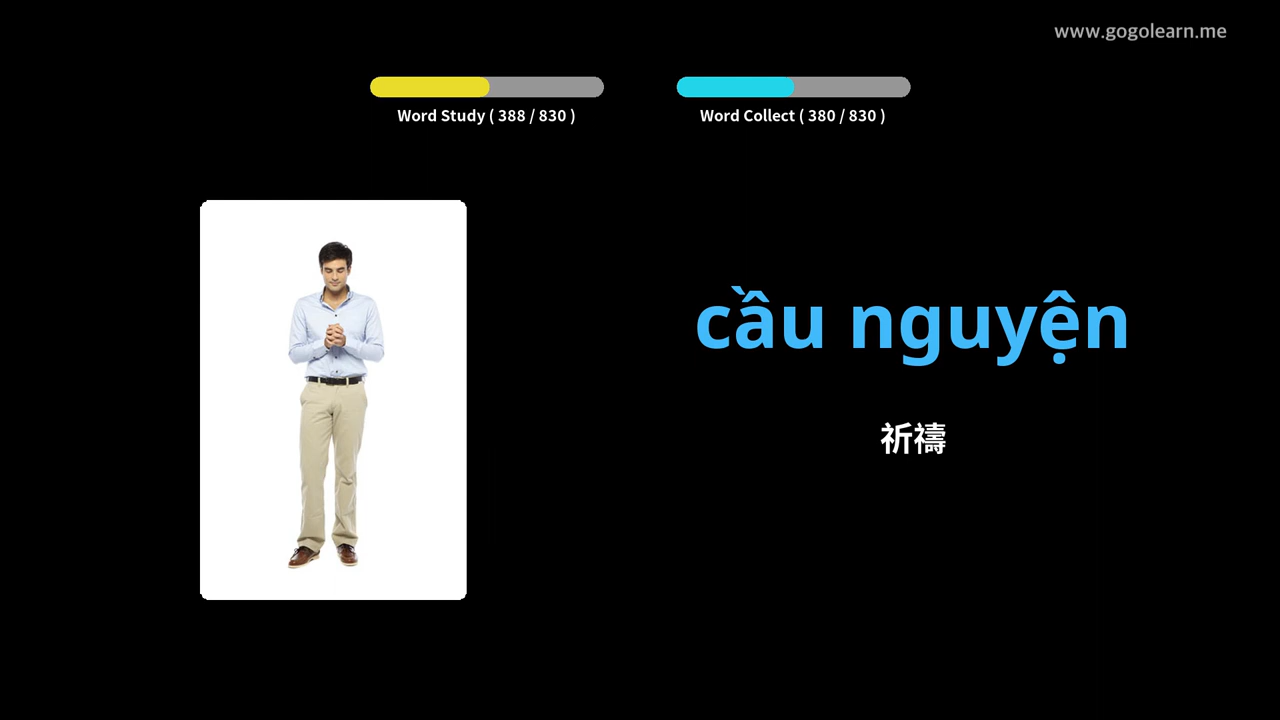 www.gogolearn.me
Word Study ( 388 / 830 )
Word Collect ( 380 / 830 )
cầu nguyện
祈禱